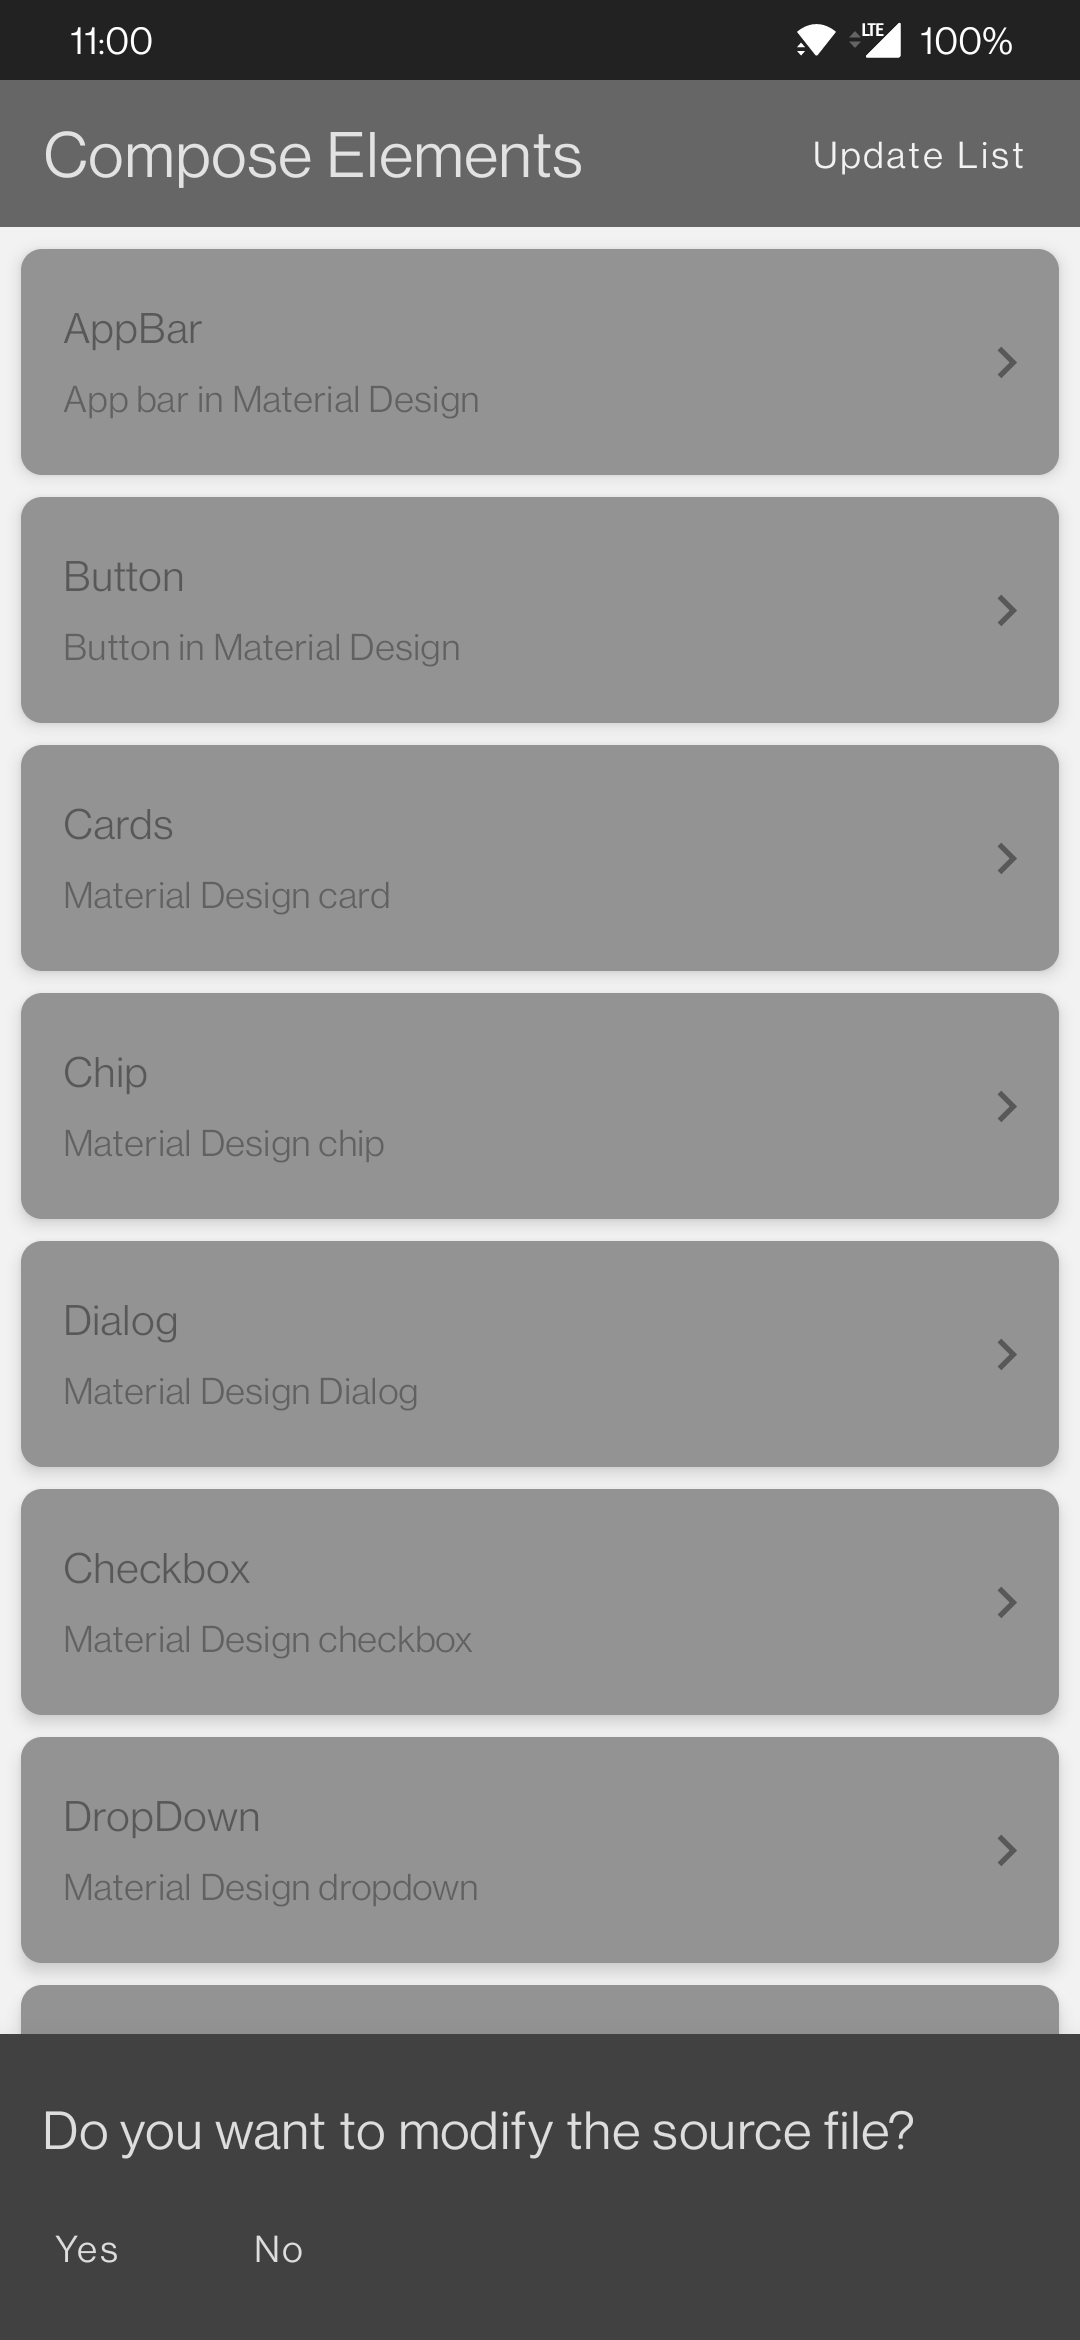 11:00 LTE 100%
Compose Elements Update List
AppBar
App bar in Material Design
Button
Button in Material Design
Cards
Material Design card
Chip
Material Design chip
Dialog
Material Design Dialog
Checkbox
Material Design checkbox
DropDown
Material Design dropdown
Do you want to modify the source file?
Yes No